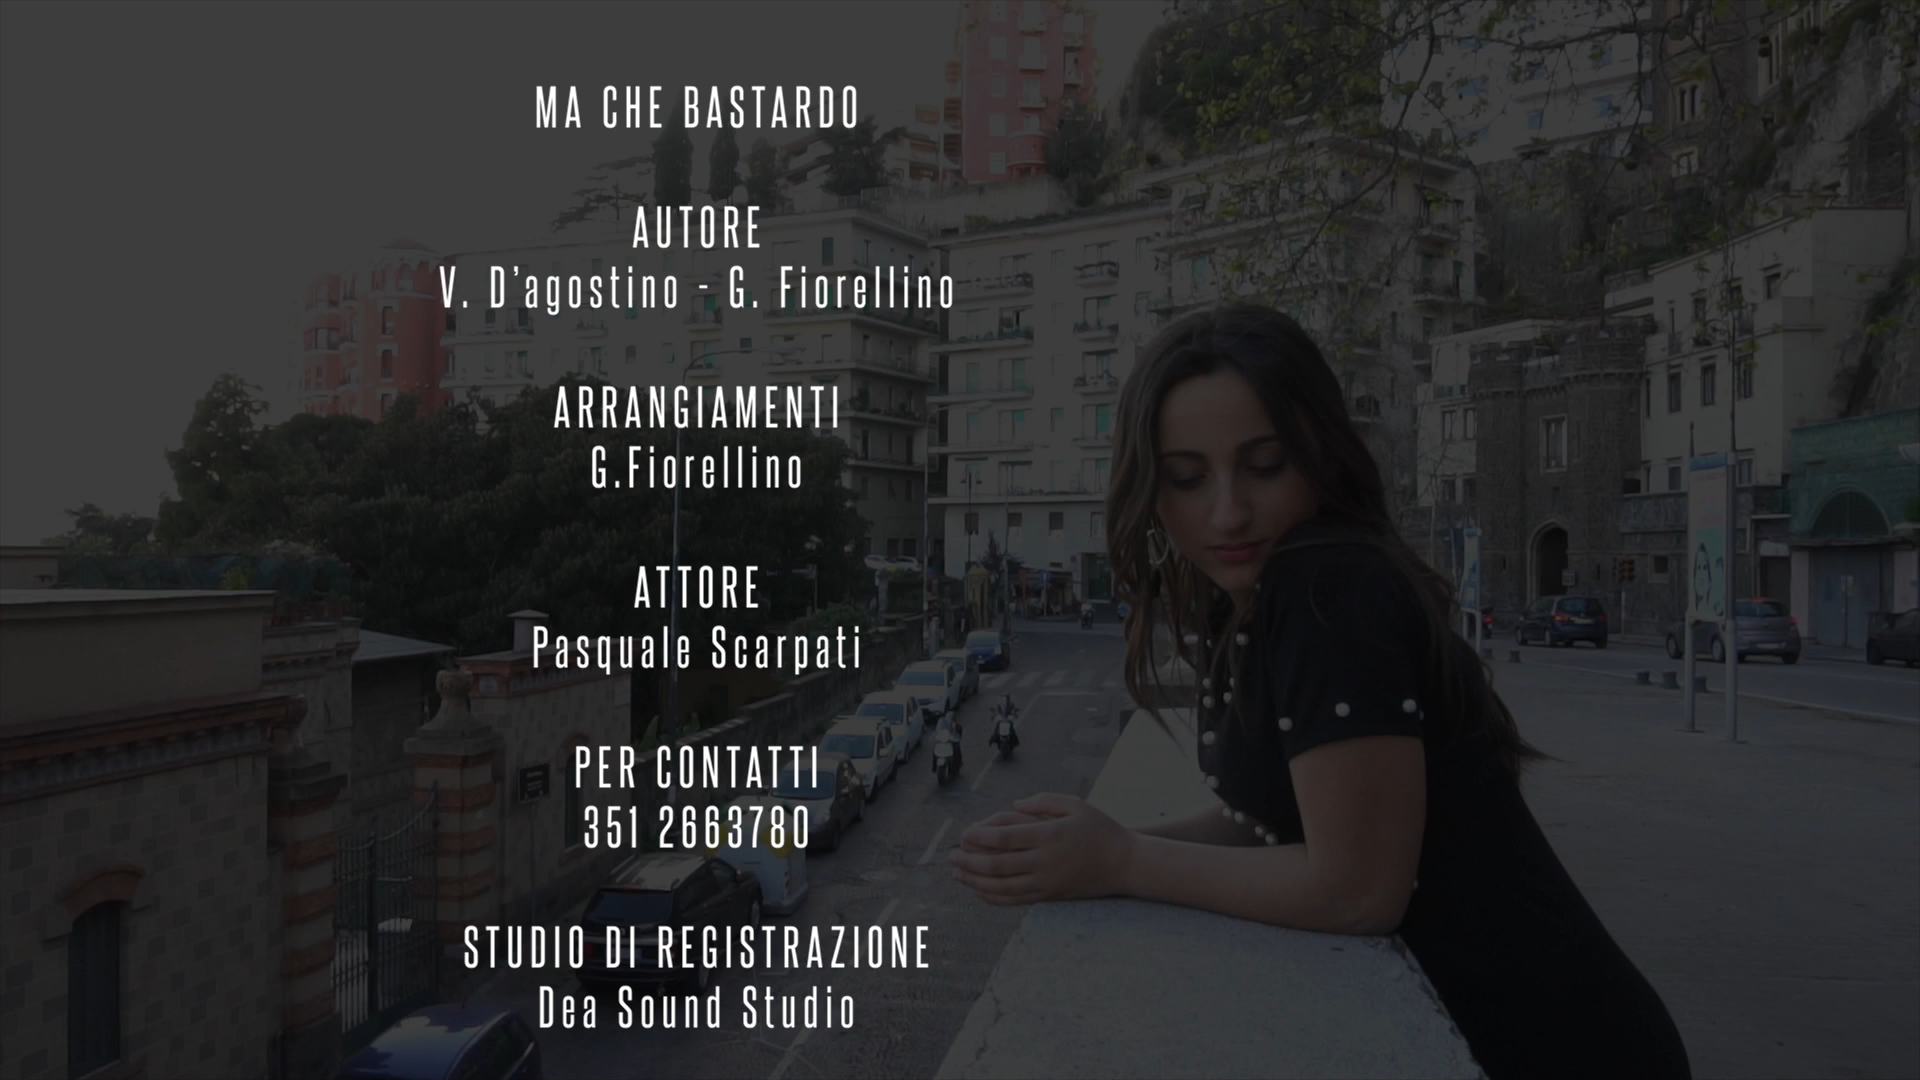 MA CHE BASTARDO
AUTORE
V. D'agostino - G. Fiorellino
ARRANGIAMENTI
G.Fiorellino
ATTORE
Pasquale Scarpati
PER CONTATTI
351 2663780
STUDIO DI REGISTRAZIONE
Dea Sound Studio